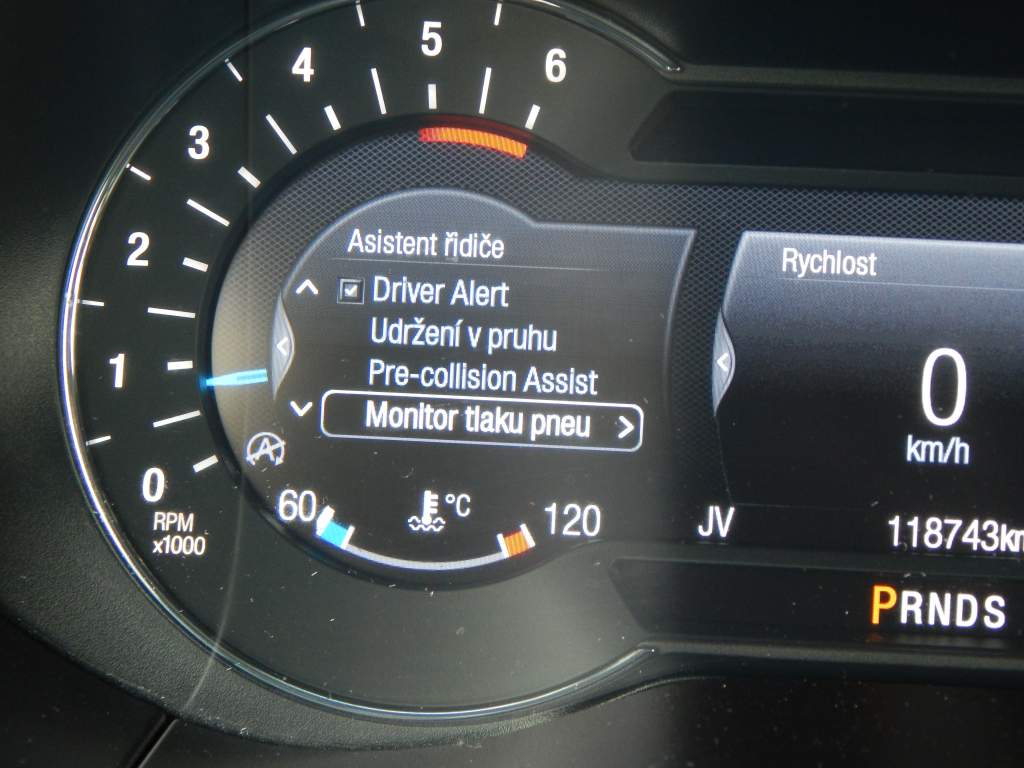 5
4
6
3
2
1
0
RPM
x1000
Asistent řidiče
Driver Alert
Udržení v pruhu
Pre-collision Assist
Monitor tlaku pneu
60
°C
120
Rychlost
0
km/h
JV
118743km
PRNDS